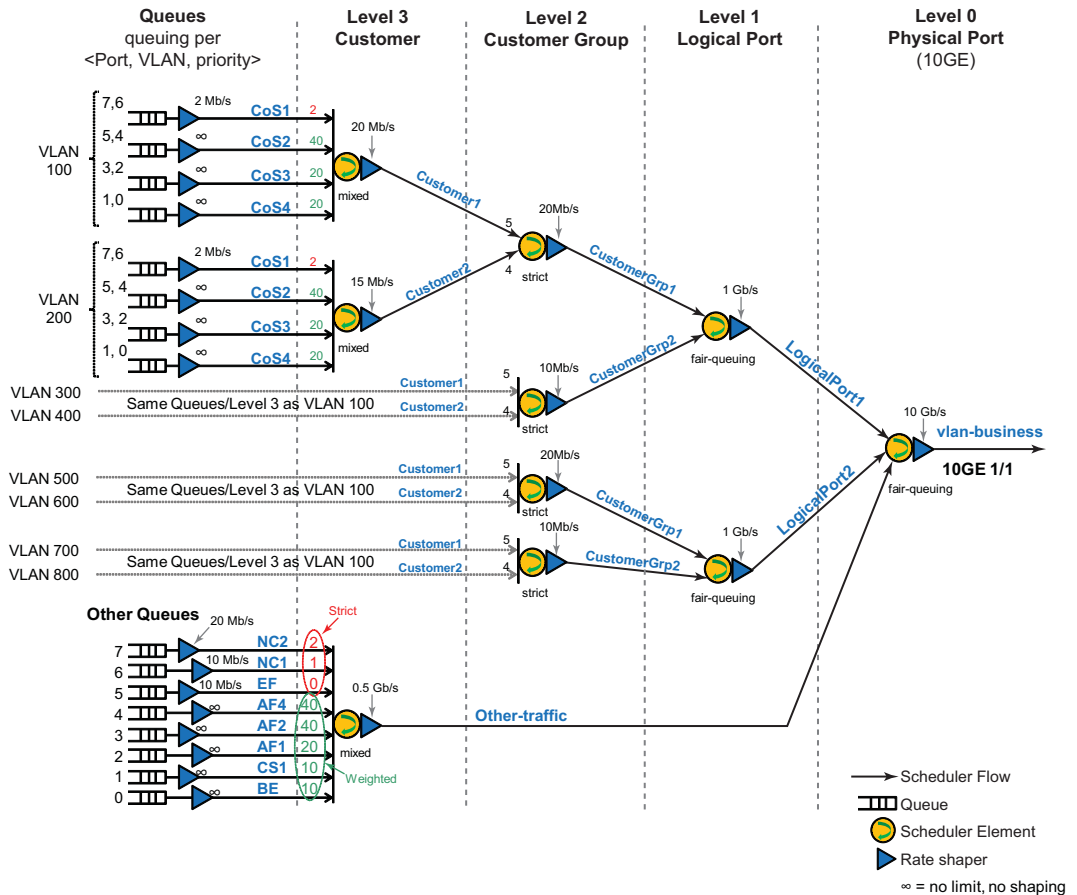 Queues
queuing per
<Port, VLAN, priority>
Level 3
Customer
Level 2
Customer Group
Level 1
Logical Port
Level 0
Physical Port
(10GE)
VLAN
100
7,6
2 Mb/s
CoS1
2
5,4
∞
CoS2
40
3,2
∞
CoS3
20
1,0
∞
CoS4
20
20 Mb/s
mixed
Customer1
VLAN
200
7,6
2 Mb/s
CoS1
2
5, 4
∞
CoS2
40
3, 2
∞
CoS3
20
1, 0
∞
CoS4
20
15 Mb/s
mixed
Customer2
5
4
20Mb/s
strict
CustomerGrp1
VLAN 300
Customer1
Same Queues/Level 3 as VLAN 100
VLAN 400
Customer2
5
4
10Mb/s
strict
CustomerGrp2
1 Gb/s
fair-queuing
LogicalPort1
VLAN 500
Customer1
Same Queues/Level 3 as VLAN 100
VLAN 600
Customer2
5
4
20Mb/s
strict
CustomerGrp1
VLAN 700
Customer1
Same Queues/Level 3 as VLAN 100
VLAN 800
Customer2
5
4
10Mb/s
strict
CustomerGrp2
1 Gb/s
fair-queuing
LogicalPort2
10 Gb/s
vlan-business
10GE 1/1
fair-queuing
Other Queues
Strict
7
20 Mb/s
NC2
2
6
10 Mb/s
NC1
1
5
10 Mb/s
EF
0
4
∞
AF4
40
3
∞
AF2
40
2
∞
AF1
20
1
∞
CS1
10
0
∞
BE
10
Weighted
0.5 Gb/s
mixed
Other-traffic
Scheduler Flow
Queue
Scheduler Element
Rate shaper
∞ = no limit, no shaping